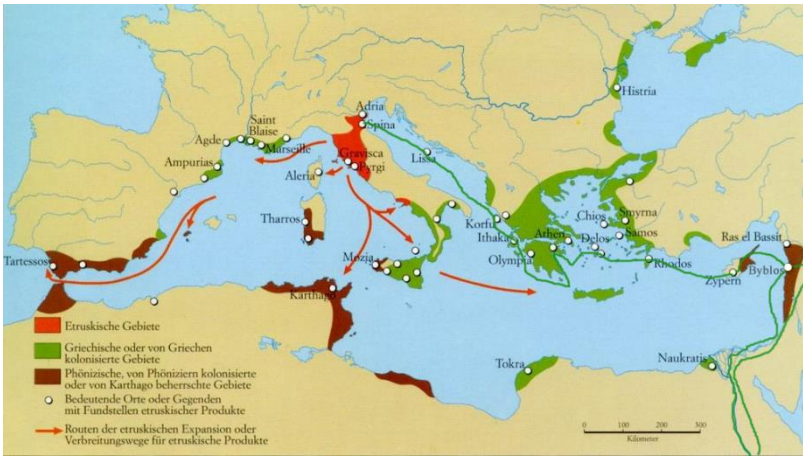 Adria
Spina
Histria
Saint
Blaise
Agde
Marseille
Gravisca
Pyrgi
Lissa
Ampurias
Aleria
Tharros
Korfu
Ithaka
Athen
Olympia
Chios
Smyrna
Delos
Samos
Rhodos
Ras el Bassit
Byblos
Zypern
Tartessos
Mozia
Karthago
Tokra
Naukratis
Etruskische Gebiete
Griechische oder von Griechen
kolonisierte Gebiete
Phönizische, von Phöniziern kolonisierte
oder von Karthago beherrschte Gebiete
Bedeutende Orte oder Gegenden
mit Fundstellen etruskischer Produkte
Routen der etruskischen Expansion oder
Verbreitungswege für etruskische Produkte
0 100 200 300 500
Kilometer